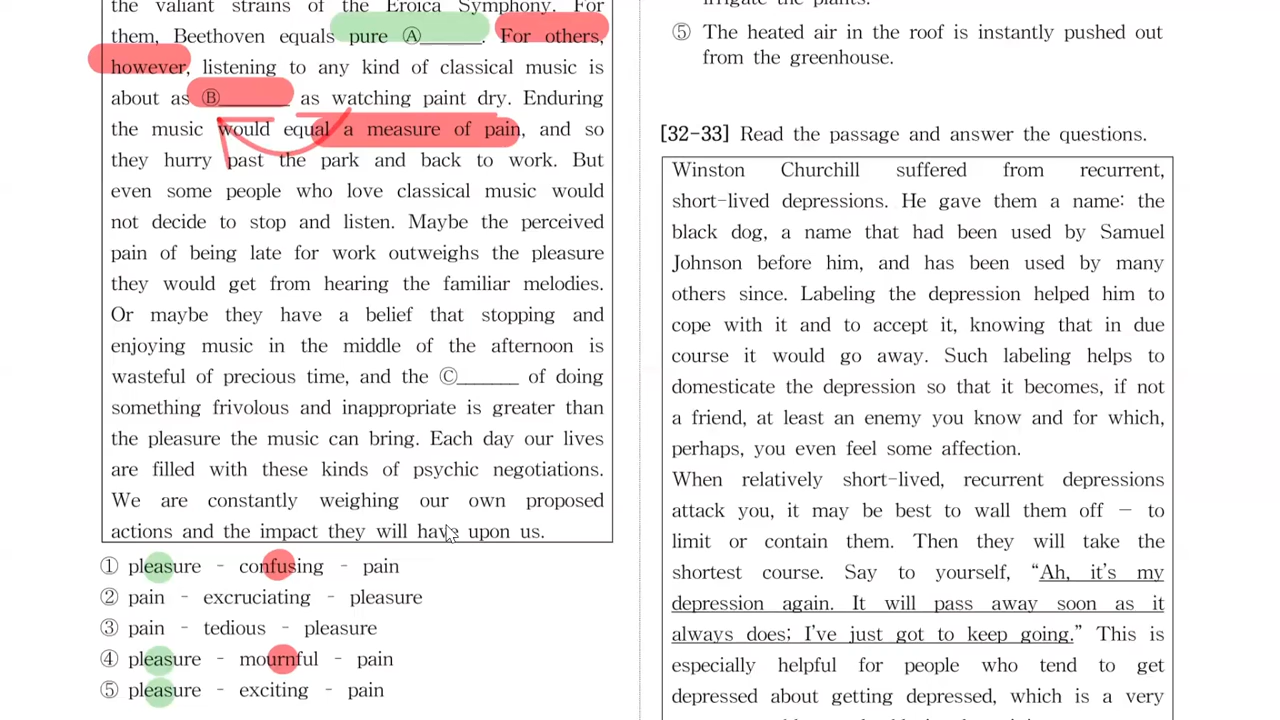 the valiant strains of the Eroica Symphony. For
them, Beethoven equals pure Ⓐ______. For others,
however, listening to any kind of classical music is
about as Ⓑ_______ as watching paint dry. Enduring
the music would equal a measure of pain, and so
they hurry past the park and back to work. But
even some people who love classical music would
not decide to stop and listen. Maybe the perceived
pain of being late for work outweighs the pleasure
they would get from hearing the familiar melodies.
Or maybe they have a belief that stopping and
enjoying music in the middle of the afternoon is
wasteful of precious time, and the Ⓒ______ of doing
something frivolous and inappropriate is greater than
the pleasure the music can bring. Each day our lives
are filled with these kinds of psychic negotiations.
We are constantly weighing our own proposed
actions and the impact they will have upon us.
① pleasure - confusing - pain
② pain - excruciating - pleasure
③ pain - tedious - pleasure
④ pleasure - mournful - pain
⑤ pleasure - exciting - pain
irrigate the plants.
⑤ The heated air in the roof is instantly pushed out
from the greenhouse.
[32-33] Read the passage and answer the questions.
Winston Churchill suffered from recurrent,
short-lived depressions. He gave them a name: the
black dog, a name that had been used by Samuel
Johnson before him, and has been used by many
others since. Labeling the depression helped him to
cope with it and to accept it, knowing that in due
course it would go away. Such labeling helps to
domesticate the depression so that it becomes, if not
a friend, at least an enemy you know and for which,
perhaps, you even feel some affection.
When relatively short-lived, recurrent depressions
attack you, it may be best to wall them off — to
limit or contain them. Then they will take the
shortest course. Say to yourself, “Ah, it's my
depression again. It will pass away soon as it
always does; I've just got to keep going.” This is
especially helpful for people who tend to get
depressed about getting depressed, which is a very